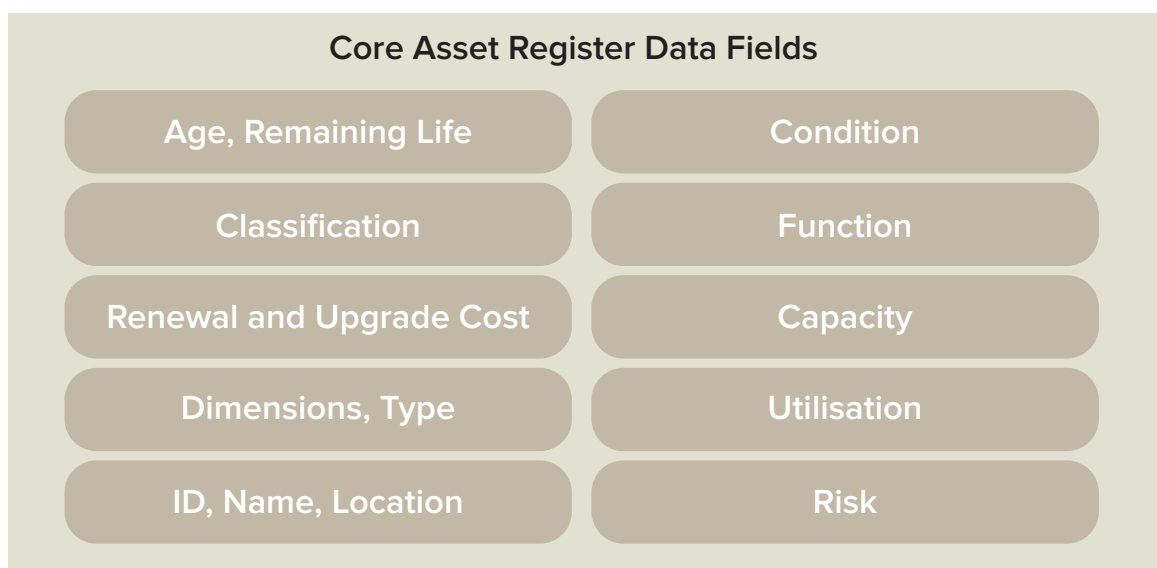 Core Asset Register Data Fields
Age, Remaining Life
Condition
Classification
Function
Renewal and Upgrade Cost
Capacity
Dimensions, Type
Utilisation
ID, Name, Location
Risk